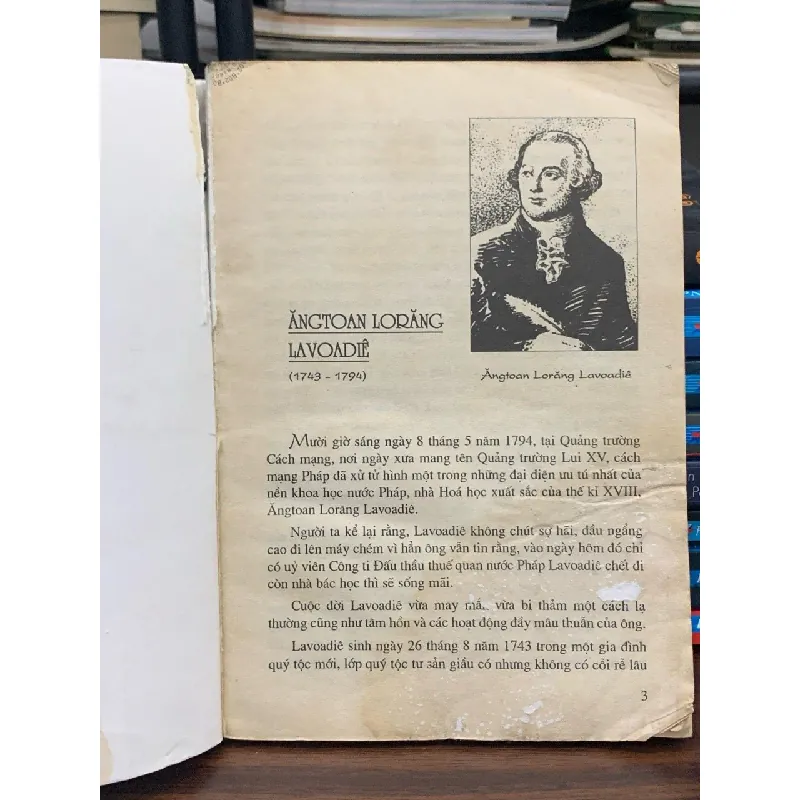 ĂNGTOAN LORĂNG
LAVOADIÊ
(1743 - 1794)
Ăngtoan Lorăng Lavoadiê
Mười giờ sáng ngày 8 tháng 5 năm 1794, tại Quảng trường
Cách mạng, nơi ngày xưa mang tên Quảng trường Lui XV, cách
mạng Pháp đã xử tử hình một trong những đại diện ưu tú nhất của
nền khoa học nước Pháp, nhà Hoá học xuất sắc của thế kỉ XVIII,
Ăngtoan Lorăng Lavoadiê.
Người ta kể lại rằng, Lavoadiê không chút sợ hãi, đầu ngẩng
cao đi lên máy chém vì hẳn ông vẫn tin rằng, vào ngày hôm đó chỉ
có uỷ viên Công ti Đấu thầu thuế quan nước Pháp Lavoadiê chết đi
còn nhà bác học thì sẽ sống mãi.
Cuộc đời Lavoadiê vừa may vừa bi thảm một cách lạ
thường cũng như tâm hồn và các hoạt động đầy mâu thuẫn của ông.
Lavoadiê sinh ngày 26 tháng 8 năm 1743 trong một gia đình
quý tộc mới, lớp quý tộc tư sản giầu có nhưng không có cỗi rễ lâu
3